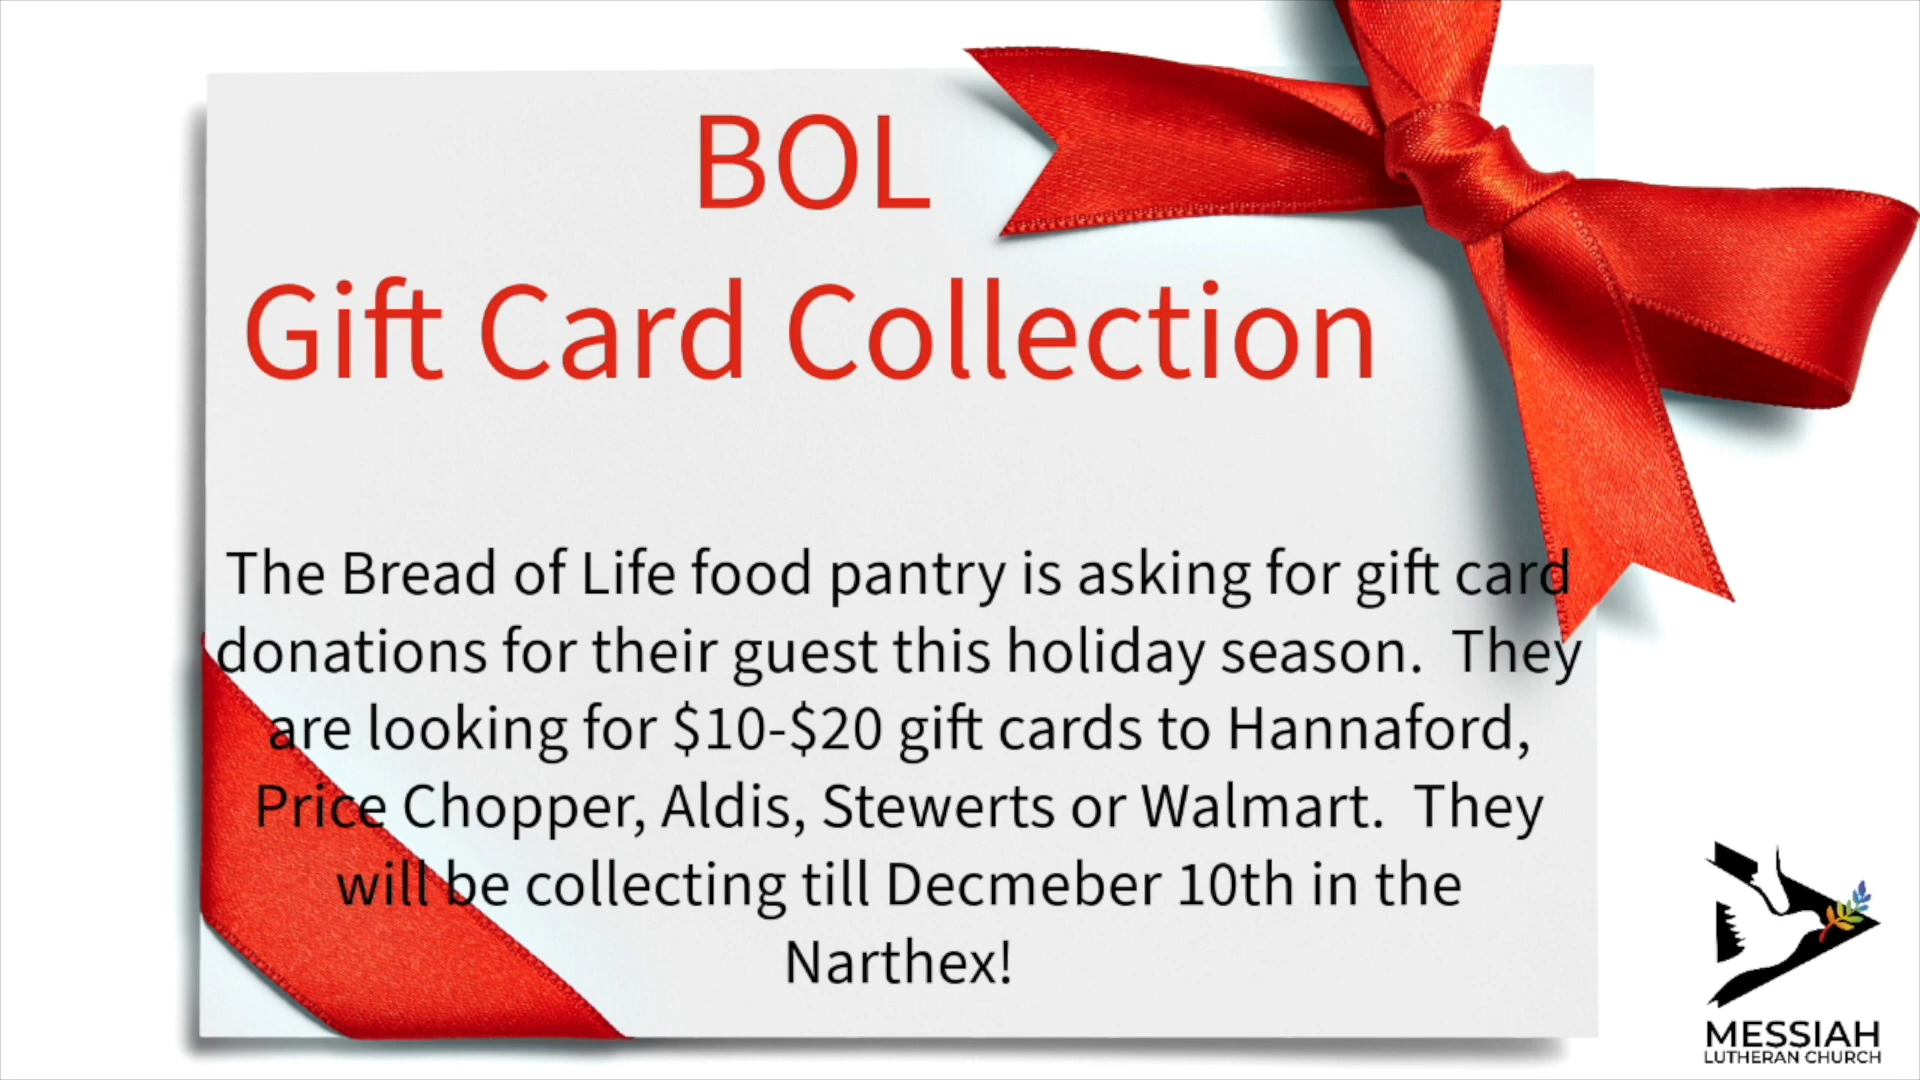 BOL
Gift Card Collection
The Bread of Life food pantry is asking for gift card
donations for their guest this holiday season.  They
are looking for $10-$20 gift cards to Hannaford,
Price Chopper, Aldis, Stewerts or Walmart.  They
will be collecting till Decmeber 10th in the
Narthex!
MESSIAH
LUTHERAN CHURCH